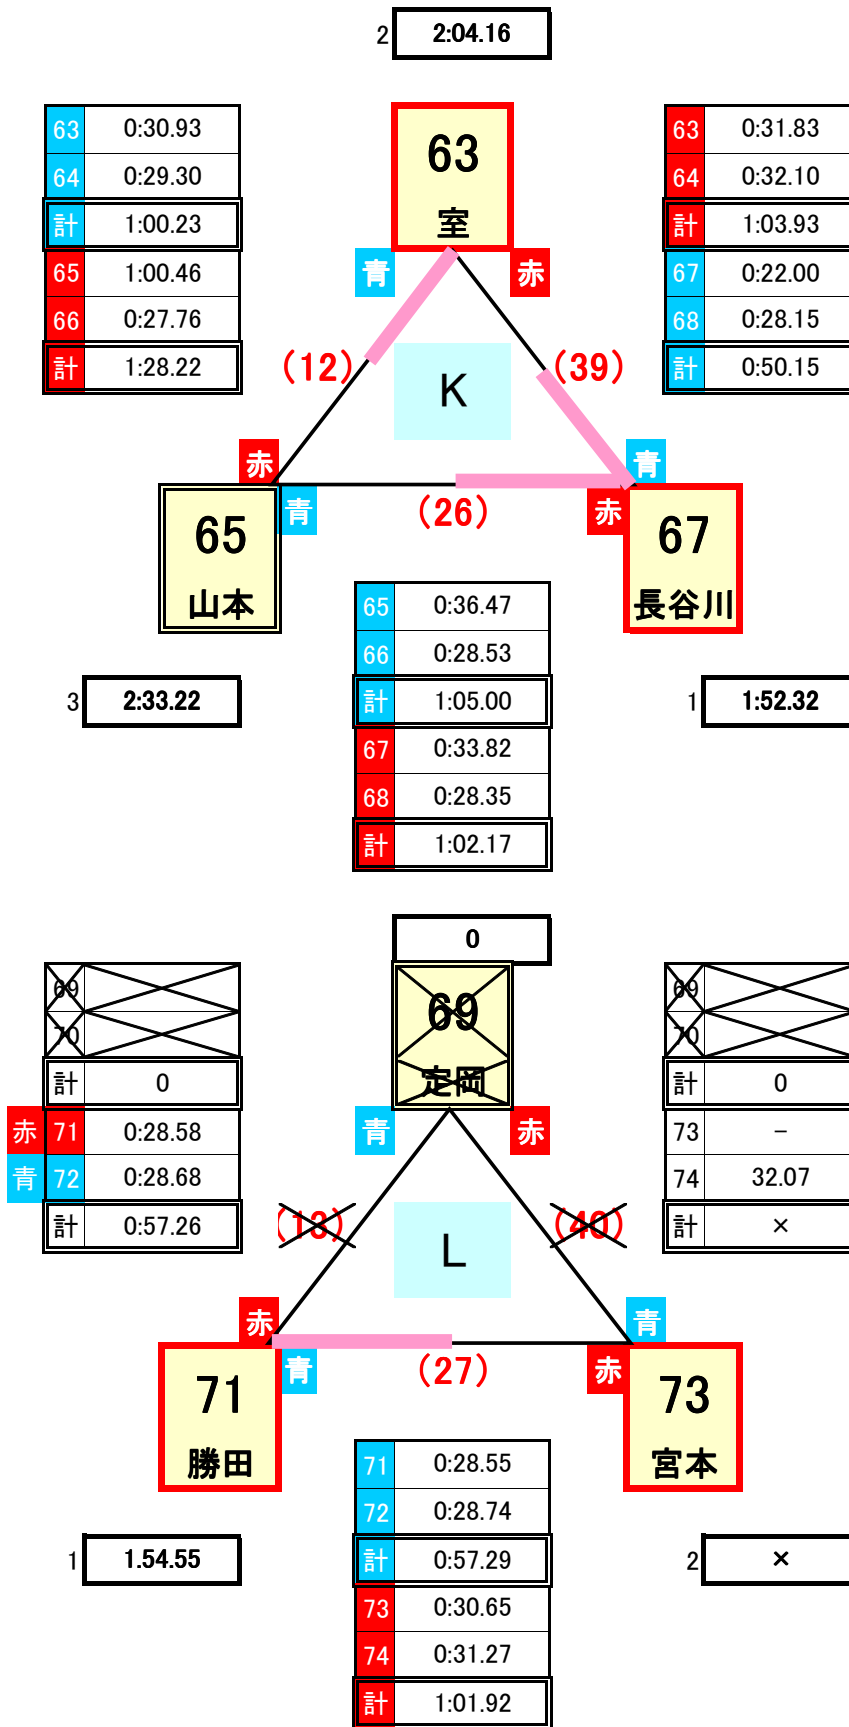 2 2:04.16
63 0:30.93
64 0:29.30
計 1:00.23
65 1:00.46
66 0:27.76
計 1:28.22
63
室
63 0:31.83
64 0:32.10
計 1:03.93
67 0:22.00
68 0:28.15
計 0:50.15
青 赤
(12) K (39)
赤 青
青 (26) 赤
65
山本
67
長谷川
3 2:33.22
65 0:36.47
66 0:28.53
計 1:05.00
67 0:33.82
68 0:28.35
計 1:02.17
1 1:52.32
0
69
70
計 0
赤 71 0:28.58
青 72 0:28.68
計 0:57.26
69
定岡
69
70
計 0
73 −
74 32.07
計 ×
青 赤
(13) L (40)
赤 青
青 (27) 赤
71
勝田
73
宮本
1 1.54.55
71 0:28.55
72 0:28.74
計 0:57.29
73 0:30.65
74 0:31.27
計 1:01.92
2 ×